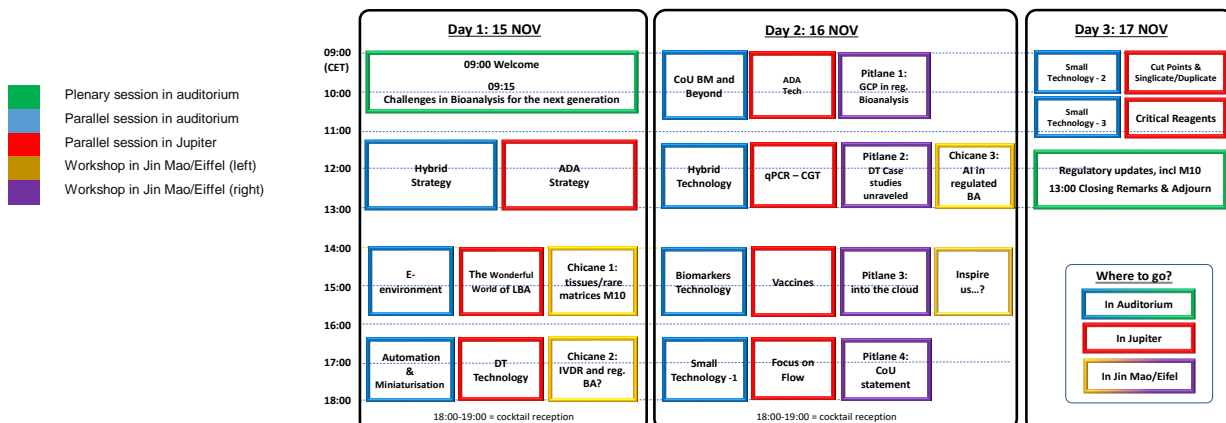 Plenary session in auditorium
Parallel session in auditorium
Parallel session in Jupiter
Workshop in Jin Mao/Eiffel (left)
Workshop in Jin Mao/Eiffel (right)
09:00
(CET)
10:00
11:00
12:00
13:00
14:00
15:00
16:00
17:00
18:00
Day 1: 15 NOV
09:00 Welcome
09:15
Challenges in Bioanalysis for the next generation
Hybrid
Strategy
ADA
Strategy
E-
environment
The Wonderful
World of LBA
Chicane 1:
tissues/rare
matrices M10
Automation
&
Miniaturisation
DT
Technology
Chicane 2:
IVDR and reg.
BA?
18:00-19:00 = cocktail reception
Day 2: 16 NOV
CoU BM and
Beyond
ADA
Tech
Pitlane 1:
GCP in reg.
Bioanalysis
Hybrid
Technology
qPCR – CGT
Pitlane 2:
DT Case
studies
unraveled
Chicane 3:
AI in
regulated
BA
Biomarkers
Technology
Vaccines
Pitlane 3:
into the cloud
Inspire
us…?
Small
Technology -1
Focus on
Flow
Pitlane 4:
CoU
statement
18:00-19:00 = cocktail reception
Day 3: 17 NOV
Small
Technology - 2
Cut Points &
Singlicate/Duplicate
Small
Technology - 3
Critical Reagents
Regulatory updates, incl M10
13:00 Closing Remarks & Adjourn
Where to go?
In Auditorium
In Jupiter
In Jin Mao/Eifel